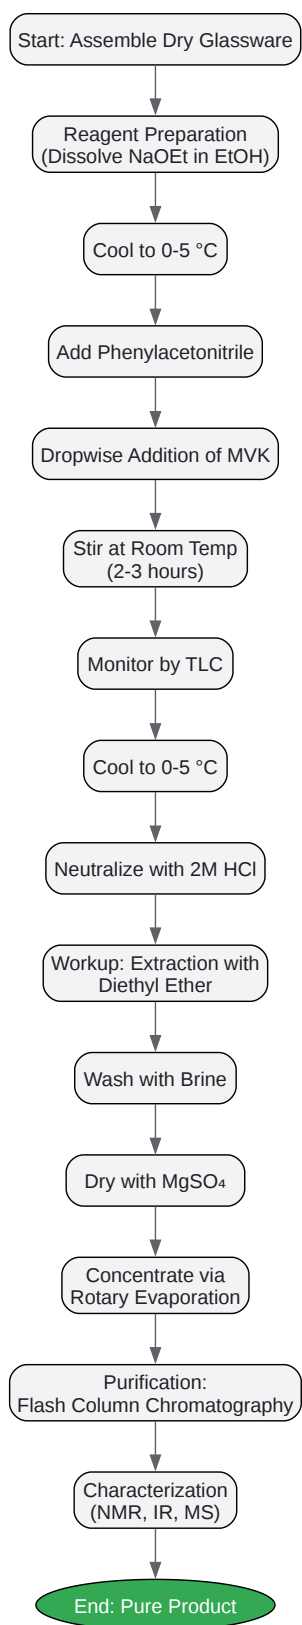 Start: Assemble Dry Glassware
Reagent Preparation
(Dissolve NaOEt in EtOH)
Cool to 0-5 °C
Add Phenylacetonitrile
Dropwise Addition of MVK
Stir at Room Temp
(2-3 hours)
Monitor by TLC
Cool to 0-5 °C
Neutralize with 2M HCl
Workup: Extraction with
Diethyl Ether
Wash with Brine
Dry with MgSO₄
Concentrate via
Rotary Evaporation
Purification:
Flash Column Chromatography
Characterization
(NMR, IR, MS)
End: Pure Product